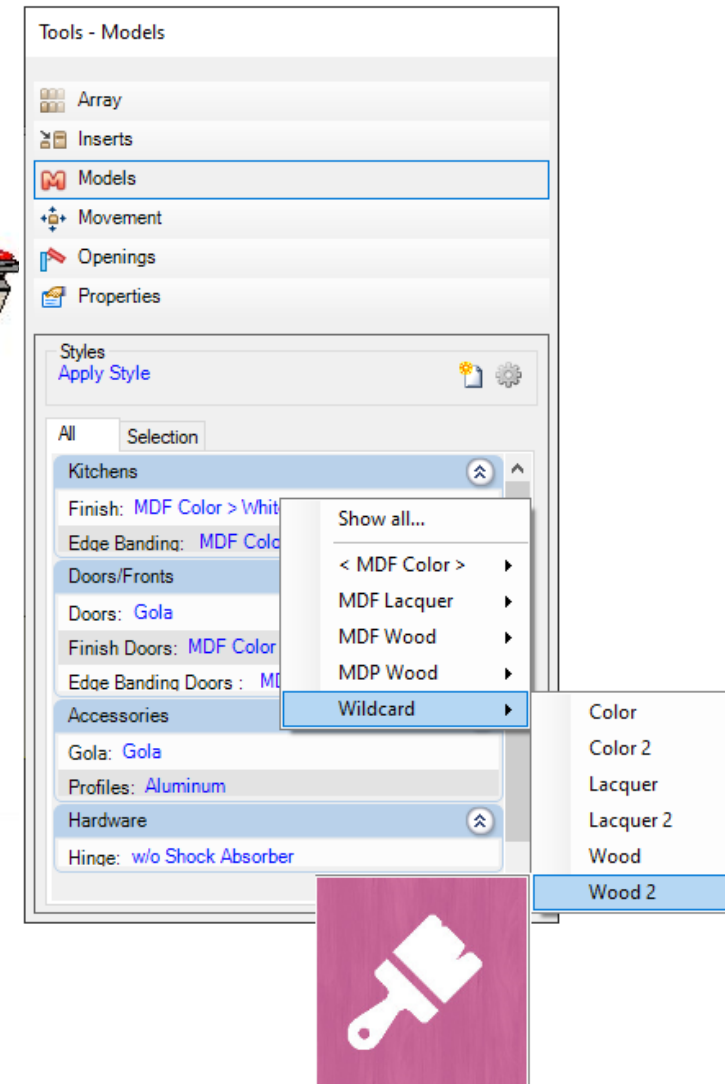 Tools - Models
Array
Inserts
Models
Movement
Openings
Properties
Styles
Apply Style
All Selection
Kitchens
Finish: MDF Color > Whit
Edge Banding: MDF Colo
Doors/Fronts
Doors: Gola
Finish Doors: MDF Color
Edge Banding Doors : MD
Accessories
Gola: Gola
Profiles: Aluminum
Hardware
Hinge: w/o Shock Absorber
Show all...
< MDF Color >
MDF Lacquer
MDF Wood
MDP Wood
Wildcard
Color
Color 2
Lacquer
Lacquer 2
Wood
Wood 2